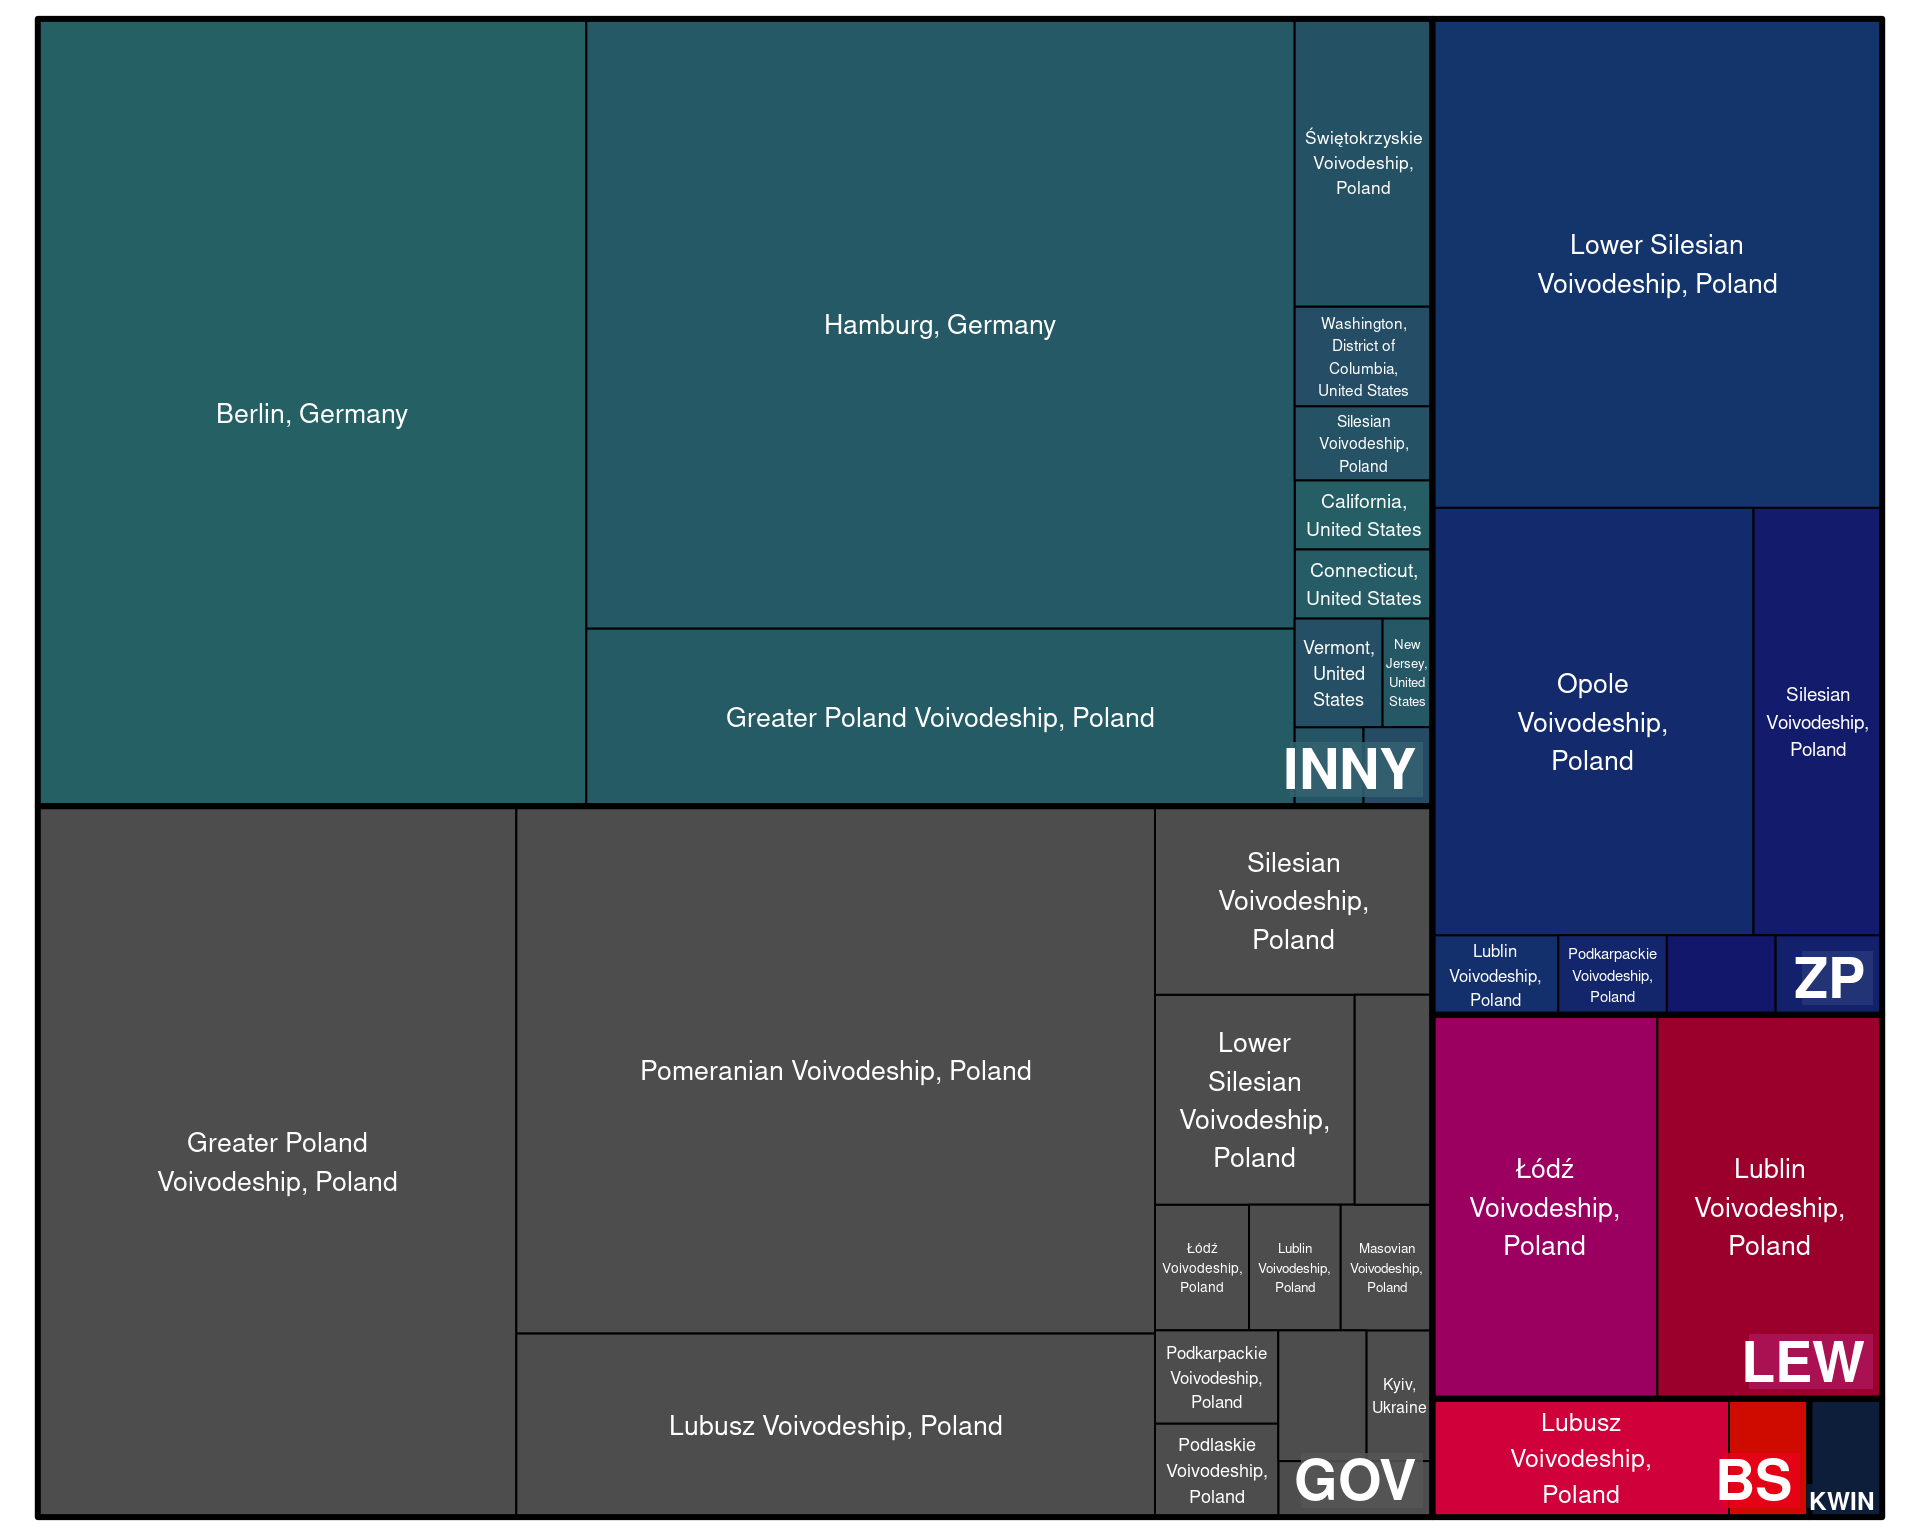 Berlin, Germany
Hamburg, Germany
Greater Poland Voivodeship, Poland
Świętokrzyskie
Voivodeship,
Poland
Washington,
District of
Columbia,
United States
Silesian
Voivodeship,
Poland
California,
United States
Connecticut,
United States
Vermont,
United
States
New
Jersey,
United
States
INNY
Lower Silesian
Voivodeship, Poland
Opole
Voivodeship,
Poland
Silesian
Voivodeship,
Poland
Lublin
Voivodeship,
Poland
Podkarpackie
Voivodeship,
Poland
ZP
Greater Poland
Voivodeship, Poland
Pomeranian Voivodeship, Poland
Lubusz Voivodeship, Poland
Silesian
Voivodeship,
Poland
Lower
Silesian
Voivodeship,
Poland
Łódź
Voivodeship,
Poland
Lublin
Voivodeship,
Poland
Masovian
Voivodeship,
Poland
Podkarpackie
Voivodeship,
Poland
Podlaskie
Voivodeship,
Poland
Kyiv,
Ukraine
GOV
Łódź
Voivodeship,
Poland
Lublin
Voivodeship,
Poland
LEW
Lubusz
Voivodeship,
Poland
BS
KWIN